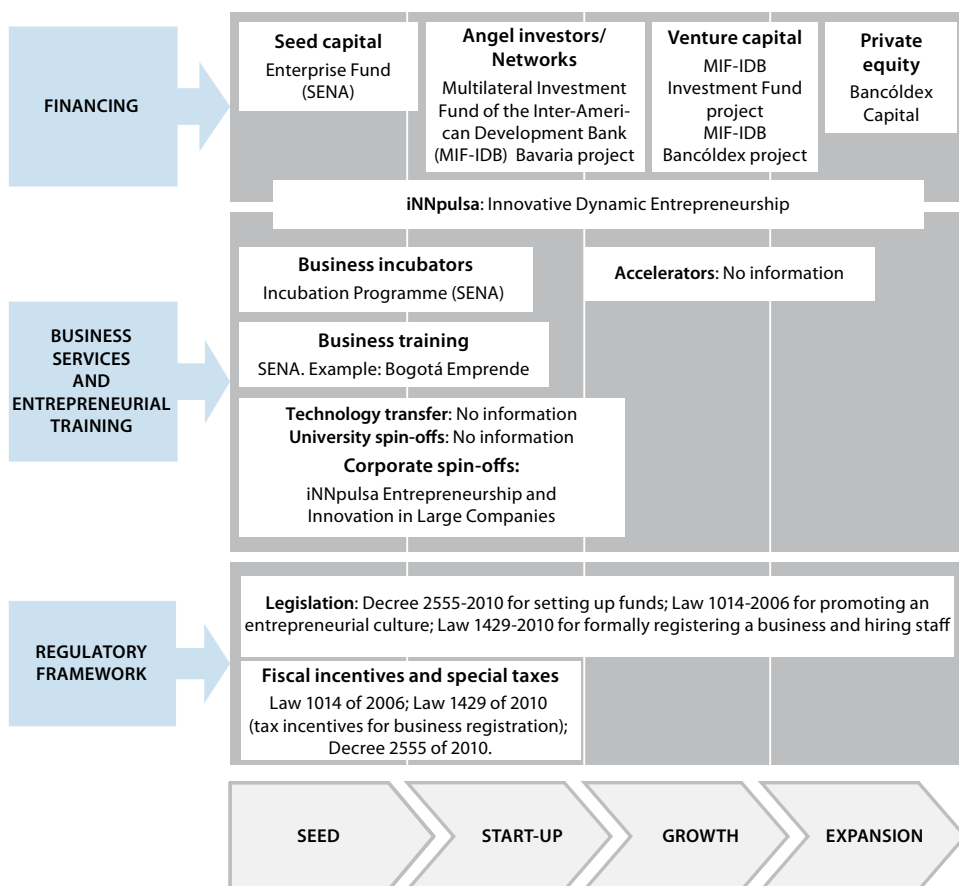 FINANCING
Seed capital
Enterprise Fund
(SENA)
Angel investors/
Networks
Multilateral Investment
Fund of the Inter-Ameri-
can Development Bank
(MIF-IDB) Bavaria project
Venture capital
MIF-IDB
Investment Fund
project
MIF-IDB
Bancóldex project
Private
equity
Bancóldex
Capital
iNNpulsa: Innovative Dynamic Entrepreneurship
BUSINESS
SERVICES
AND
ENTREPRENEURIAL
TRAINING
Business incubators
Incubation Programme (SENA)
Accelerators: No information
Business training
SENA. Example: Bogotá Emprende
Technology transfer: No information
University spin-offs: No information
Corporate spin-offs:
iNNpulsa Entrepreneurship and
Innovation in Large Companies
REGULATORY
FRAMEWORK
Legislation: Decree 2555-2010 for setting up funds; Law 1014-2006 for promoting an
entrepreneurial culture; Law 1429-2010 for formally registering a business and hiring staff
Fiscal incentives and special taxes
Law 1014 of 2006; Law 1429 of 2010
(tax incentives for business registration);
Decree 2555 of 2010.
SEED
START-UP
GROWTH
EXPANSION